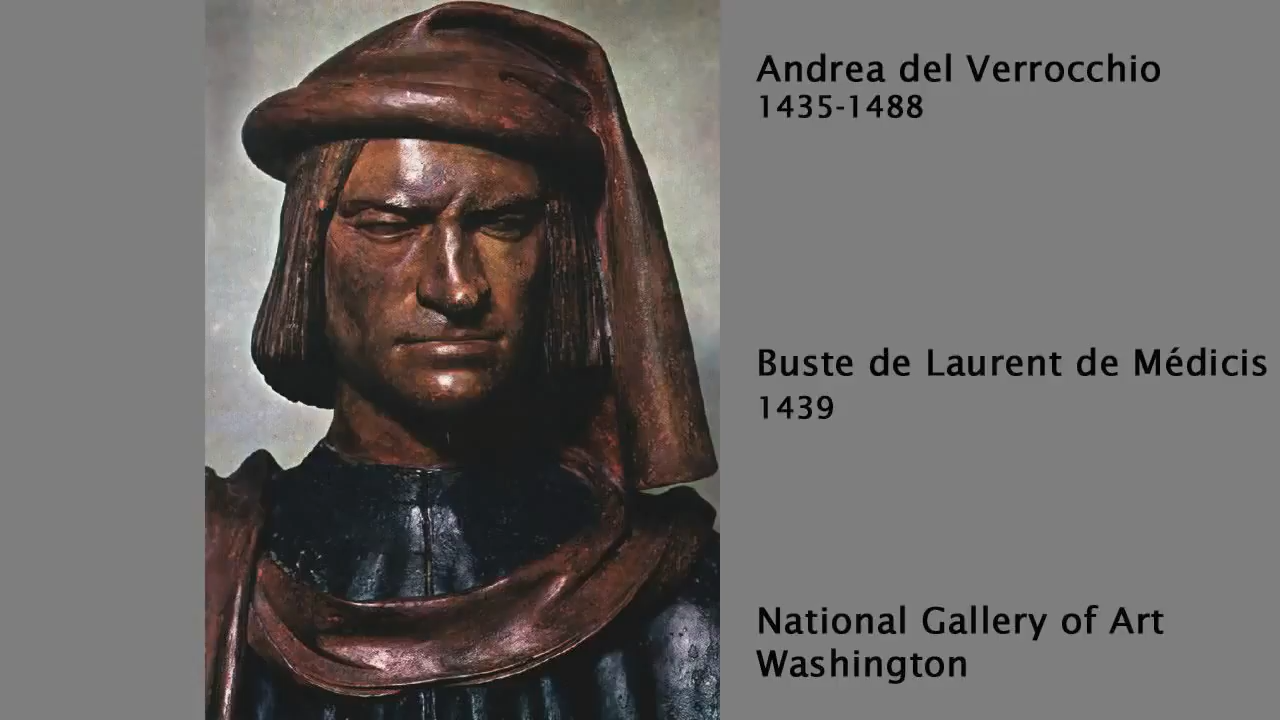 Andrea del Verrocchio
1435-1488
Buste de Laurent de Médicis
1439
National Gallery of Art
Washington